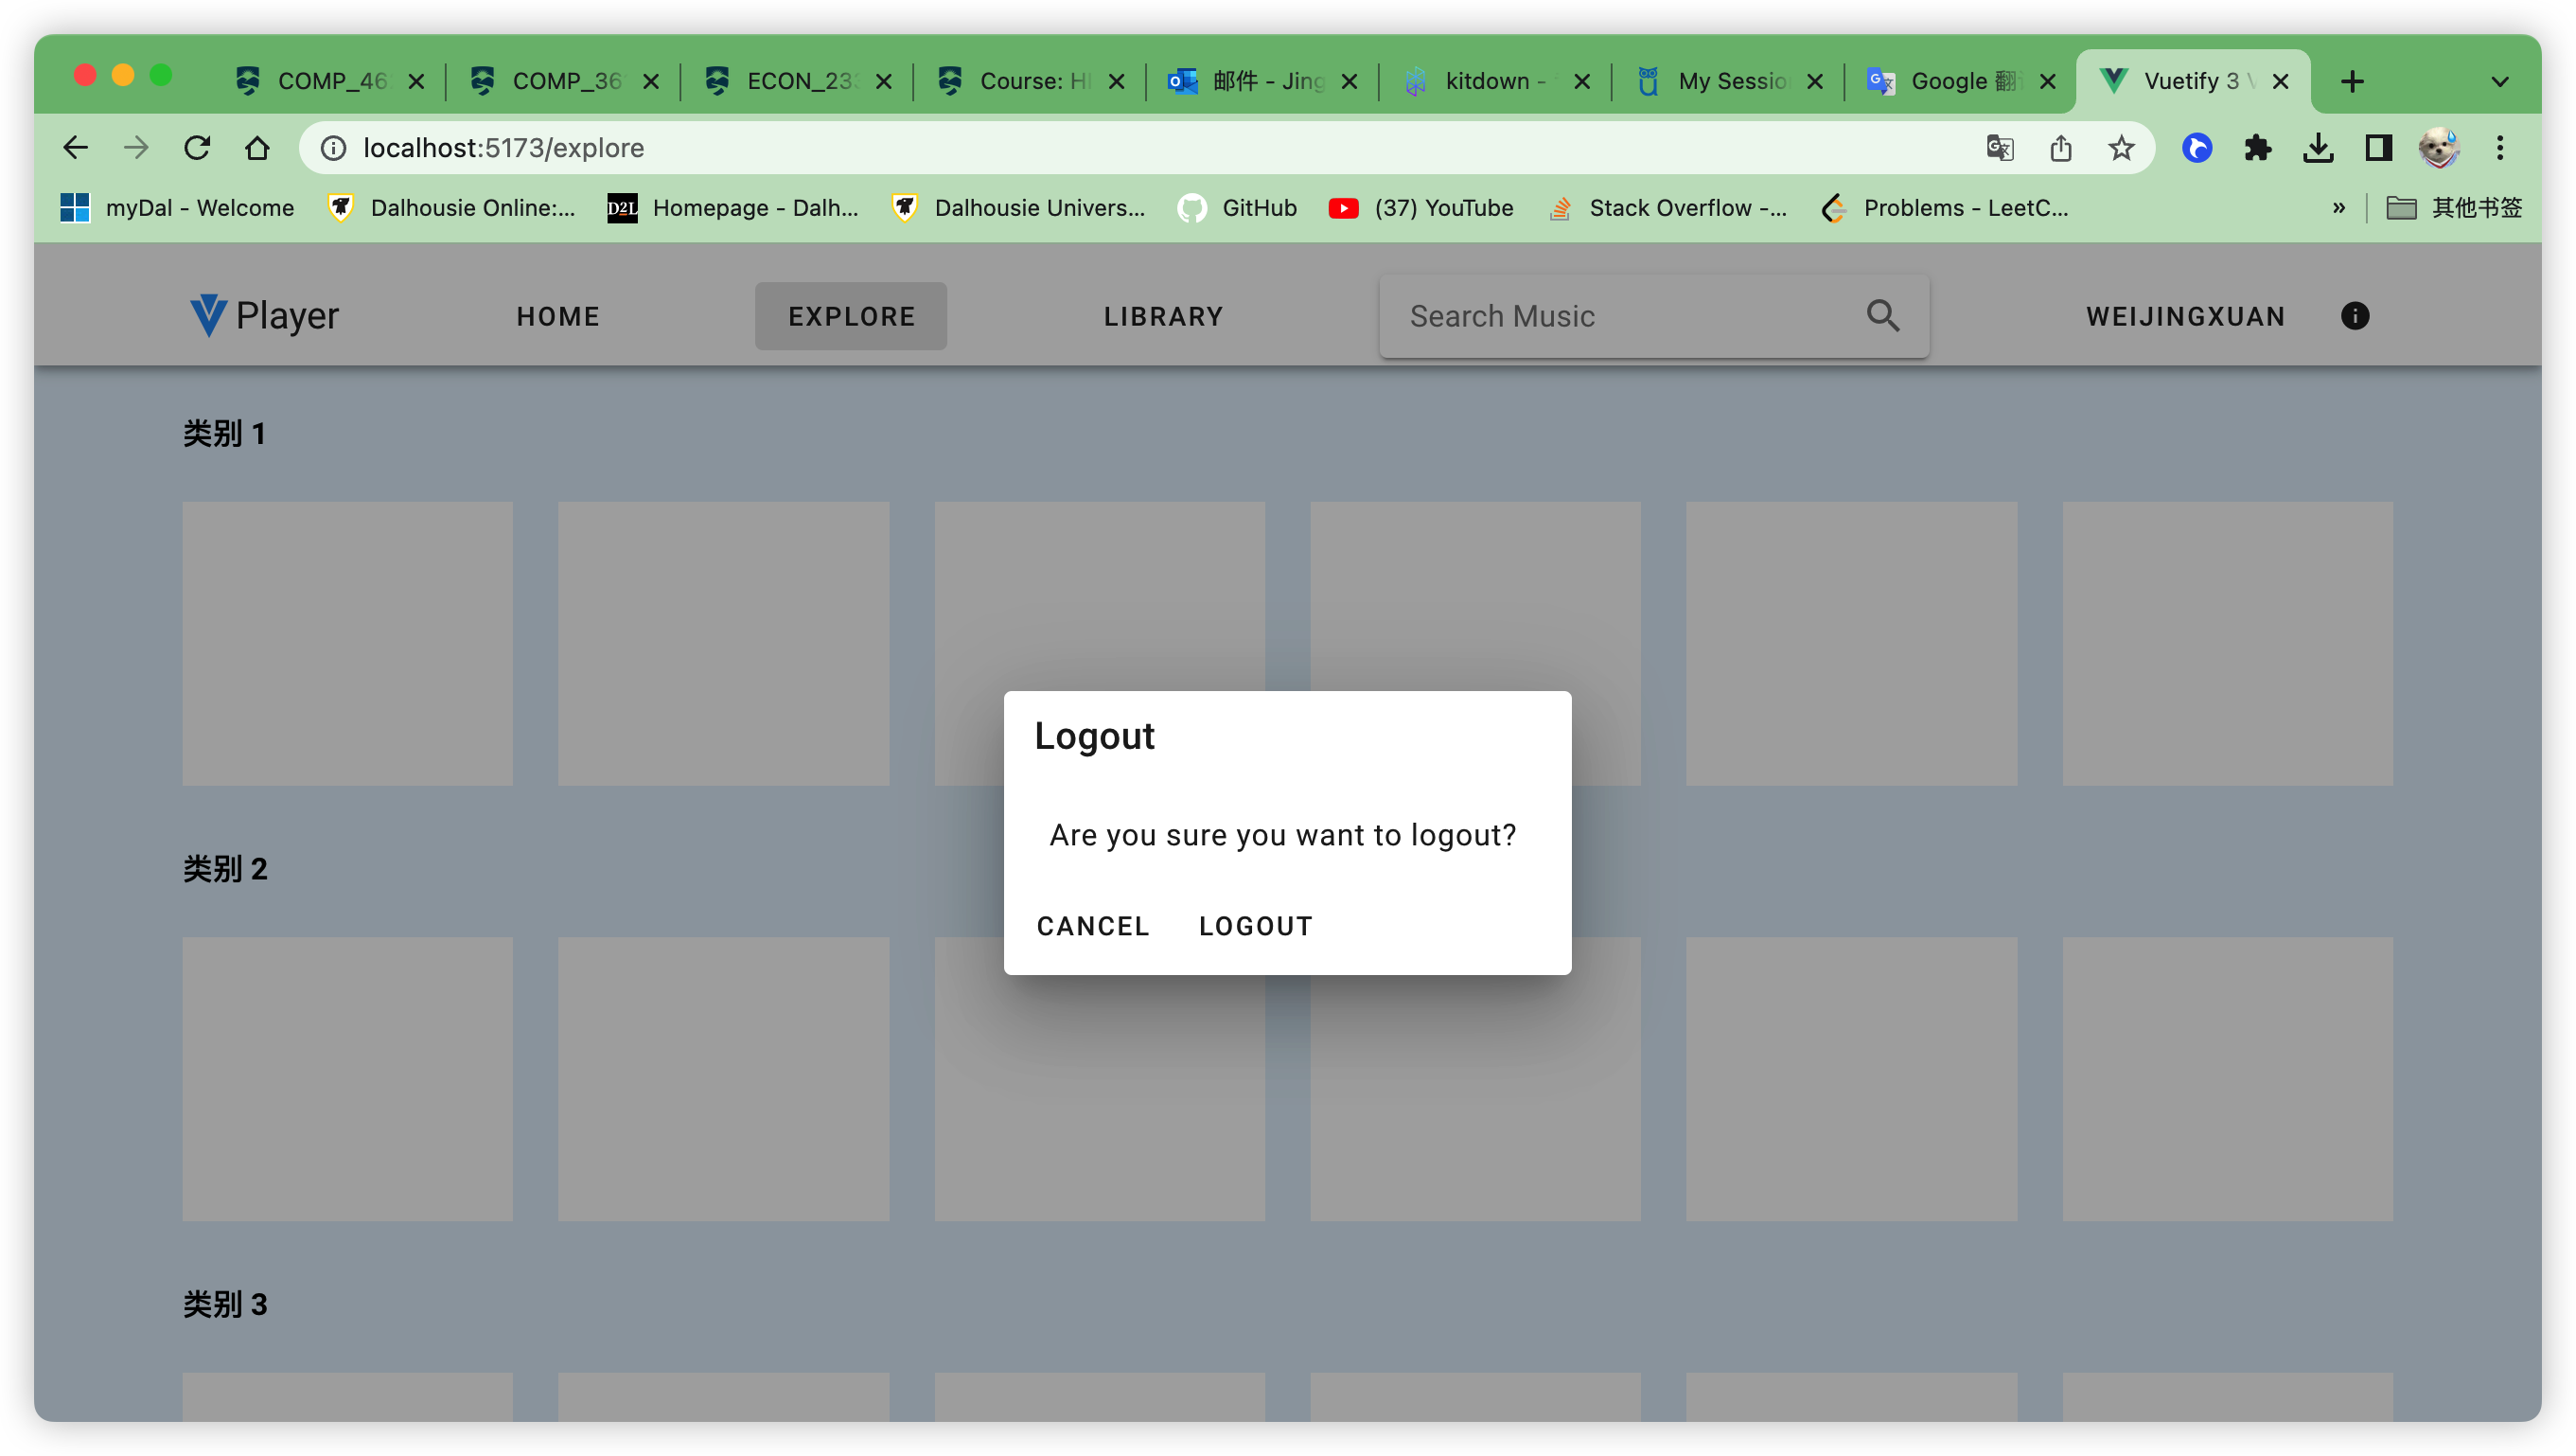 COMP_46 COMP_36 ECON_233 Course: HI 邮件 - Jing kitdown - My Sessio Google 翻 Vuetify 3 V
localhost:5173/explore
myDal - Welcome Dalhousie Online:... D2L Homepage - Dalh... Dalhousie Univers... GitHub (37) YouTube Stack Overflow -... Problems - LeetC... » 其他书签
Player HOME EXPLORE LIBRARY Search Music WEIJINGXUAN
类别 1
Logout
Are you sure you want to logout?
CANCEL LOGOUT
类别 2
类别 3